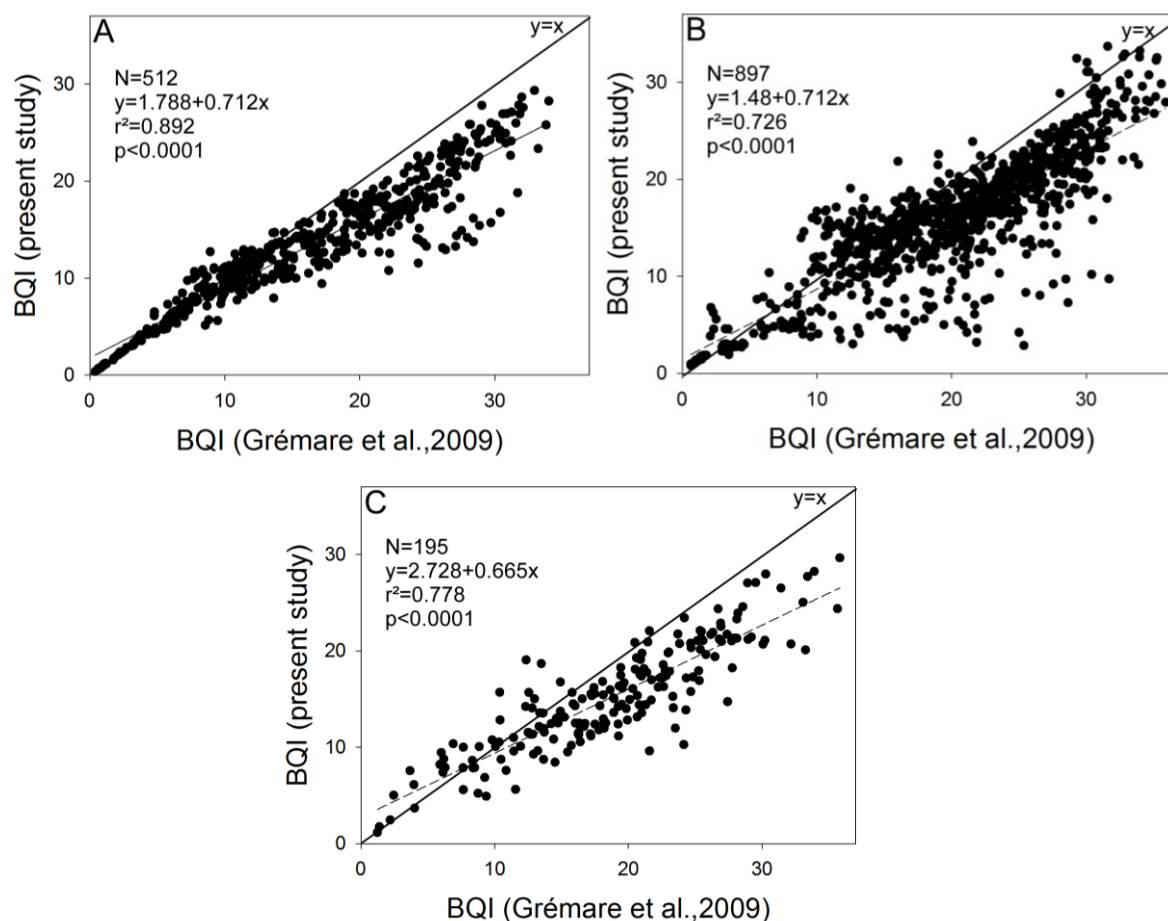 A
y=x
N=512
y=1.788+0.712x
r²=0.892
p<0.0001
BQI (present study)
30
20
10
0
0 10 20 30
BQI (Grémare et al.,2009)
B
y=x
N=897
y=1.48+0.712x
r²=0.726
p<0.0001
BQI (present study)
30
20
10
0
0 10 20 30
BQI (Grémare et al.,2009)
C
y=x
N=195
y=2.728+0.665x
r²=0.778
p<0.0001
BQI (present study)
30
20
10
0
0 10 20 30
BQI (Grémare et al.,2009)